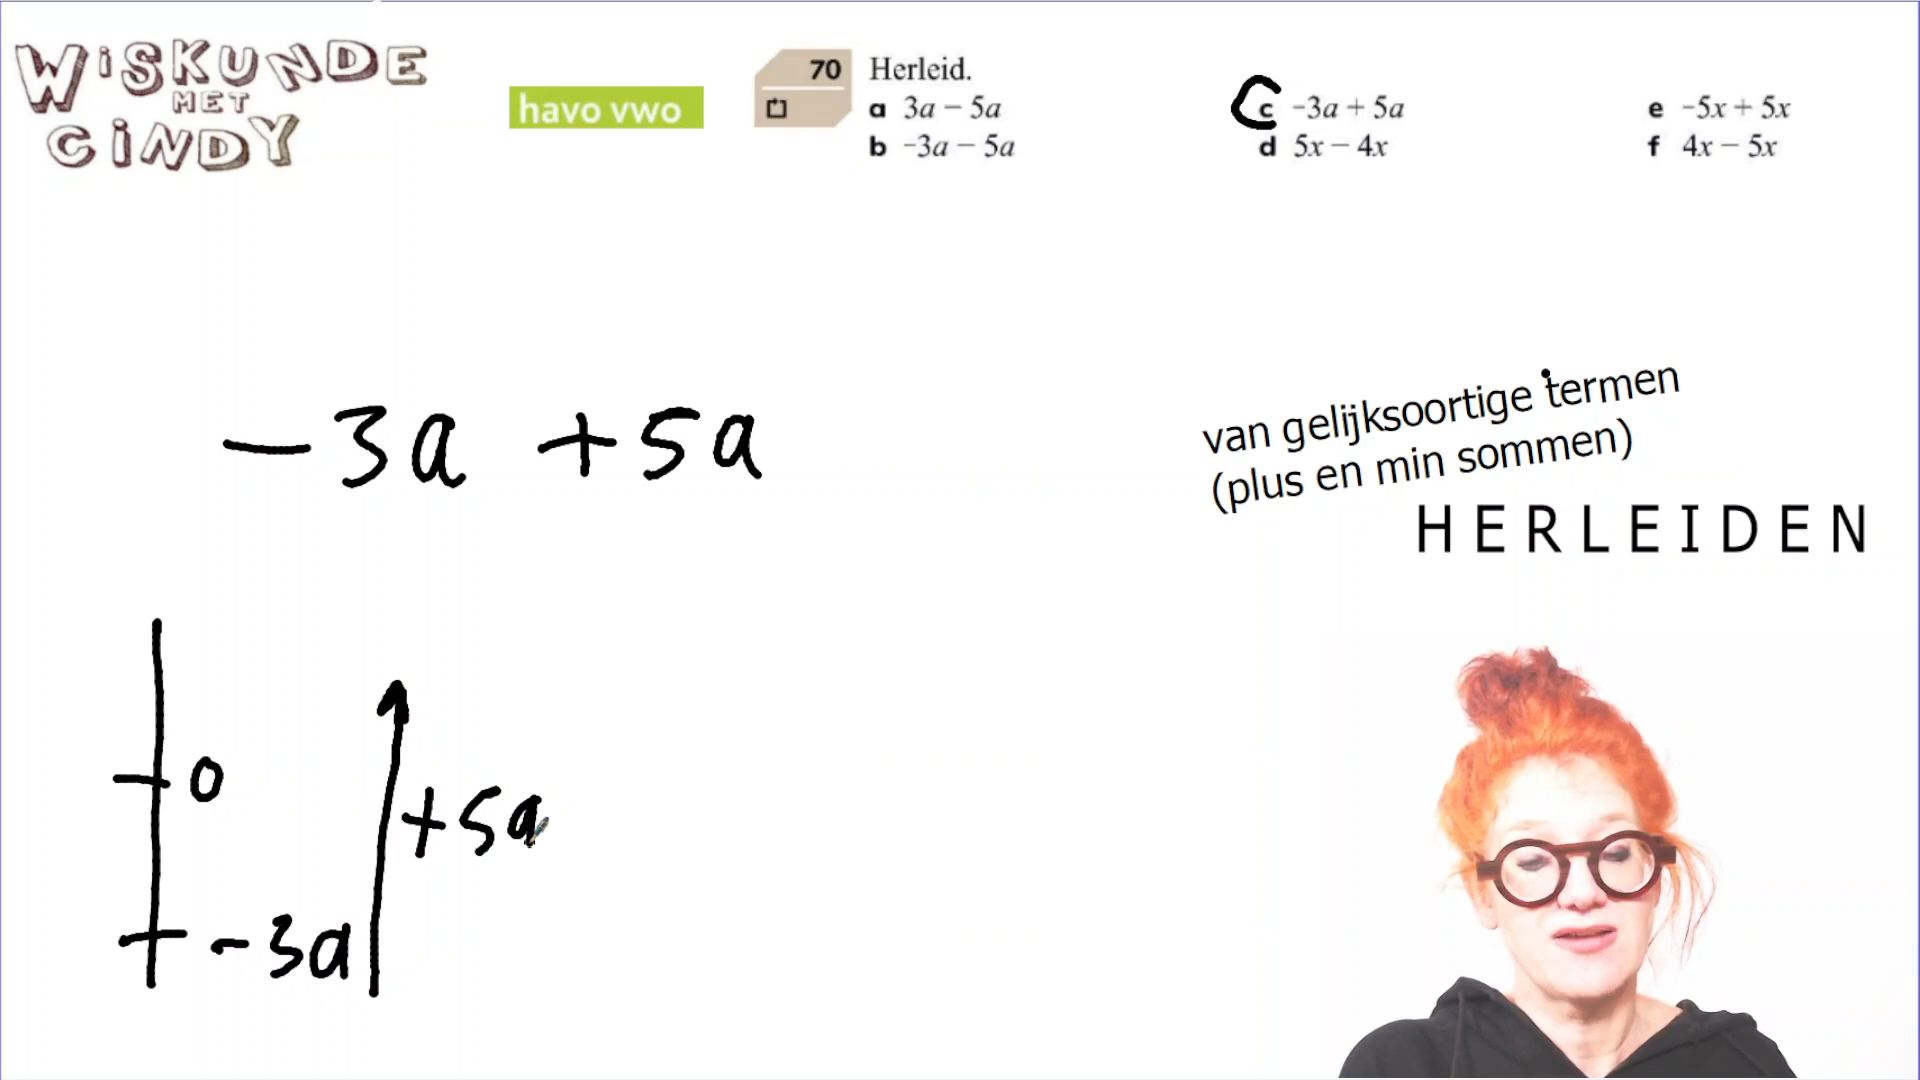 WISKUNDE
MET
CINDY
havo vwo
70 Herleid.
a 3a − 5a
b -3a − 5a
c -3a + 5a
d 5x − 4x
e -5x + 5x
f 4x − 5x
- 3a + 5a
van gelijksoortige termen
(plus en min sommen)
HERLEIDEN
0
+5a
-3a